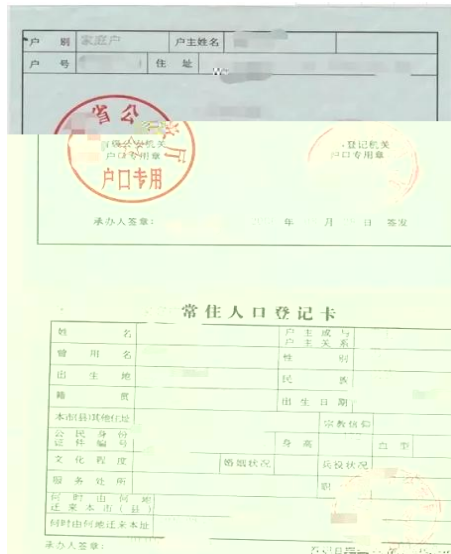 户 别 家庭户 户主姓名
户 号 住 址
省公 厅
级公安机关 登记机关
户口专用章 户口专用章
户口专用
承办人签章： 年 月 日 签发
常住人口登记卡
姓 名 户主或与户主关系
曾 用 名 性 别
出 生 地 民 族
籍 贯 出生日期
本市(县)其他住址 宗教信仰
公民身份证件编号 身 高 血 型
文化程度 婚姻状况 兵役状况
服务处所 职
何时由何地迁来本市(县)
何时由何地迁来本址
承办人签章：